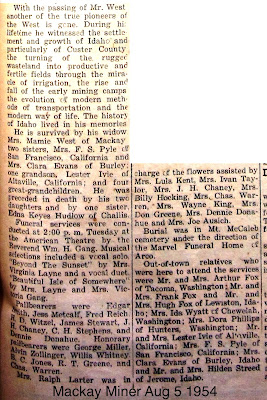 With the passing of Mr. West
another of the true pioneers of
the West is gone. During his
lifetime he witnessed the settle-
ment and growth of Idaho and
particularly of Custer County
the turning of the rugged
wasteland into productive and
fertile fields through the mira-
cle of irrigation, the rise and
fall of the early mining camps
the evolution of modern meth-
ods of transportation and the
modern way of life. The history
of Idaho lived in his memories
He is survived by his widow
Mrs. Mamie West of Mackay
two sisters, Mrs. F. S. Pyle of
San Francisco, California and
Mrs. Clara Evans of Burley;
one grandson, Lester Ivie of
Altaville, California; and four
great-grandchildren. He was
preceded in death by his two
daughters and by one sister,
Edna Keyes Hudlow of Challis.
Funeral services were con-
ducted at 2:00 p. m. Tuesday at
the American Theatre by the
Reverend Wm. H. Gang. Musical
selections included a vocal solo
"Beyond The Sunset" by Mrs.
Virginia Layne and a vocal duet,
"Beautiful Isle of Somewhere"
by Mrs. Layne and Mrs. Vic-
toria Gang.
Pallbearers were Edgar
Jess Metcalf, Fred Reich
Witzel, James Stewart, J.
R. Chaney, C. H. Stephens, and
Dennie Donahue. Honorary
pallbearers were George Miller,
Alvin Zollinger, Willis Whitney,
R. C. Jones, R. T. Greene, and
Chas. Warren.
Mrs. Ralph Larter was in
charge of the flowers assisted by
Mrs. Lula Kent, Mrs. Ivan Tay-
lor, Mrs. J. H. Chaney, Mrs.
Billy Hocking, Mrs. Chas. War-
ren, Mrs. Wayne King, Mrs.
Don Greene, Mrs. Dennie Dona-
hue and Mrs. Joe Ausich.
Burial was in Mt. McCaleb
cemetery under the direction of
the Marvel Funeral Home of
Arco.
Out-of-town relatives who
were here to attend the services
were Mr. and Mrs. Arthur Fox
of Tacoma, Washington; Mr. and
Mrs. Frank Fox and Mr. and
Mrs. Hugh Fox of Lewiston, Ida-
ho; Mrs. Ida Wyatt of Chewelah,
Washington, Mrs. Dora Phillips
of Hunters, Washington; Mr.
and Mrs. Lester Ivie of Altaville,
California; Mrs. F. S. Pyle of
San Francisco, California; Mrs.
Clara Evans of Burley, Idaho
and Mr. and Mrs. Hilden Street
of Jerome, Idaho.
Mackay Miner Aug 5 1954